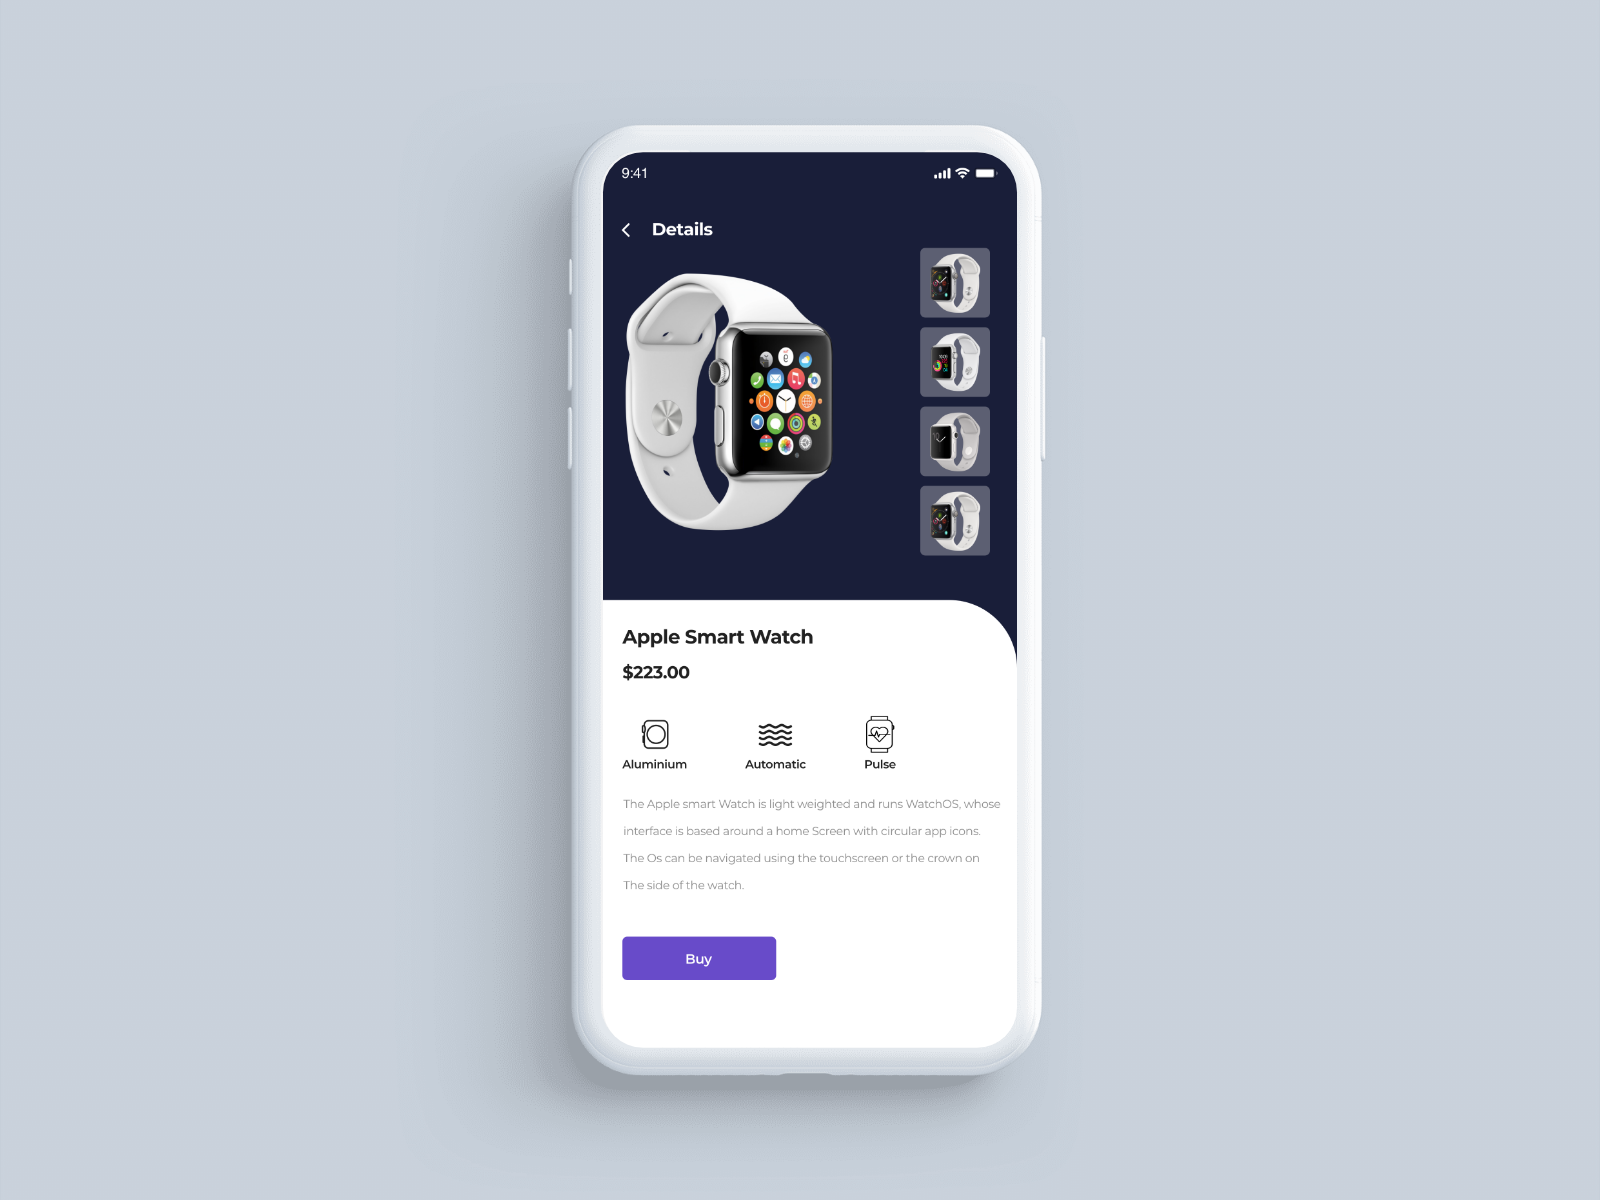 9:41
Details
Apple Smart Watch
$223.00
Aluminium
Automatic
Pulse
The Apple smart Watch is light weighted and runs WatchOS, whose
interface is based around a home Screen with circular app icons.
The Os can be navigated using the touchscreen or the crown on
The side of the watch.
Buy